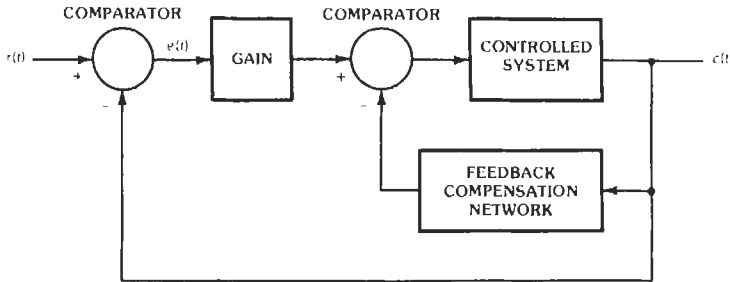 COMPARATOR
COMPARATOR
r(t)
+
−
e(t)
GAIN
+
−
CONTROLLED
SYSTEM
c(t
FEEDBACK
COMPENSATION
NETWORK